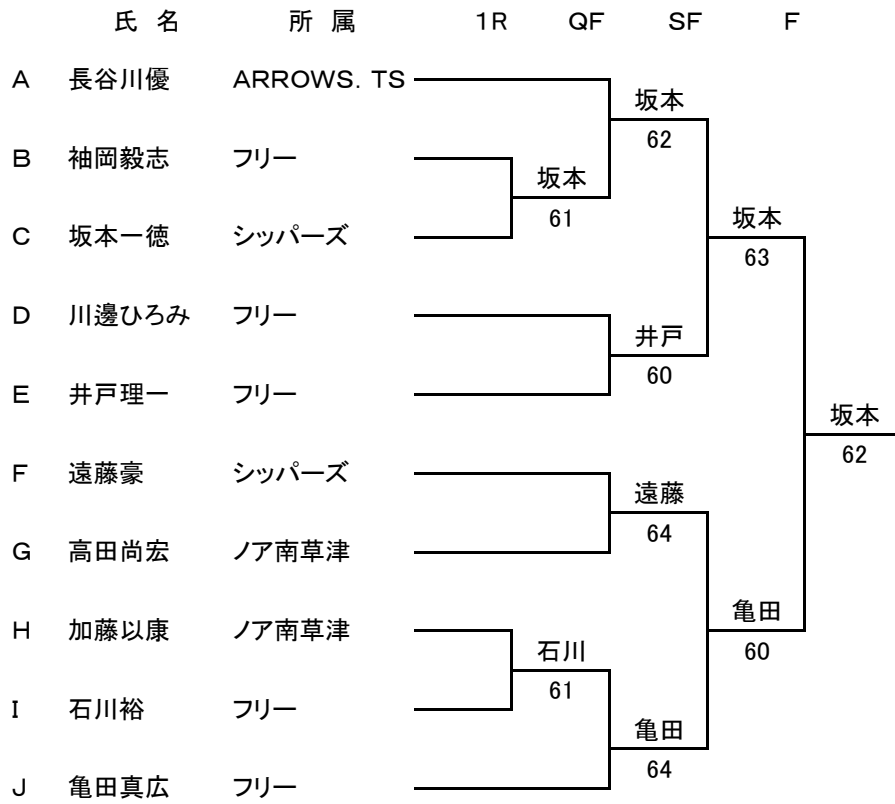 氏 名 所 属 1R QF SF F
A 長谷川優 ARROWS. TS
坂本
62
B 袖岡毅志 フリー
坂本
61
C 坂本一徳 シッパーズ
坂本
63
D 川邊ひろみ フリー
井戸
60
E 井戸理一 フリー
坂本
62
F 遠藤豪 シッパーズ
遠藤
64
G 高田尚宏 ノア南草津
亀田
60
H 加藤以康 ノア南草津
石川
61
I 石川裕 フリー
亀田
64
J 亀田真広 フリー